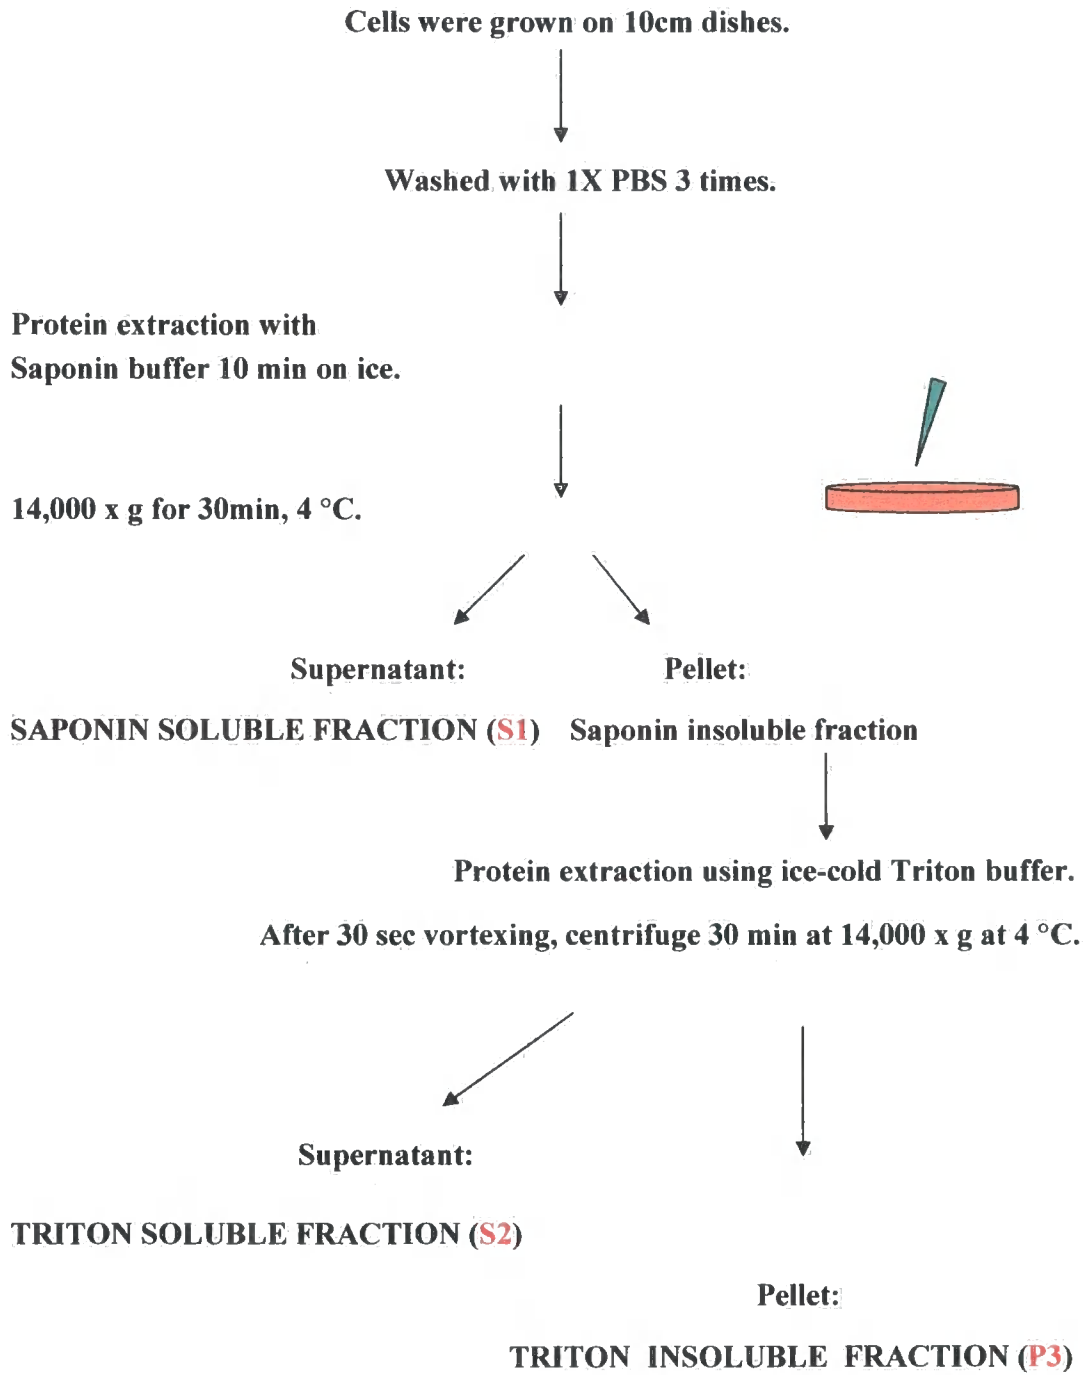 Cells were grown on 10cm dishes.
Washed with 1X PBS 3 times.
Protein extraction with
Saponin buffer 10 min on ice.
14,000 x g for 30min, 4 °C.
Supernatant:
Pellet:
SAPONIN SOLUBLE FRACTION (S1)
Saponin insoluble fraction
Protein extraction using ice-cold Triton buffer.
After 30 sec vortexing, centrifuge 30 min at 14,000 x g at 4 °C.
Supernatant:
TRITON SOLUBLE FRACTION (S2)
Pellet:
TRITON INSOLUBLE FRACTION (P3)